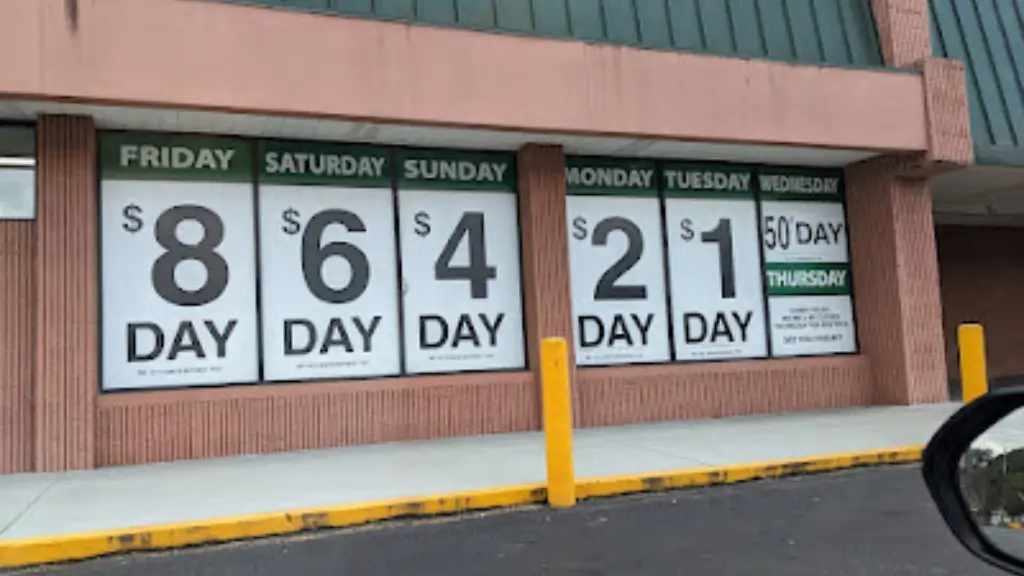 FRIDAY
$8
DAY
SATURDAY
$6
DAY
SUNDAY
$4
DAY
MONDAY
$2
DAY
TUESDAY
$1
DAY
WEDNESDAY
50¢ DAY
THURSDAY